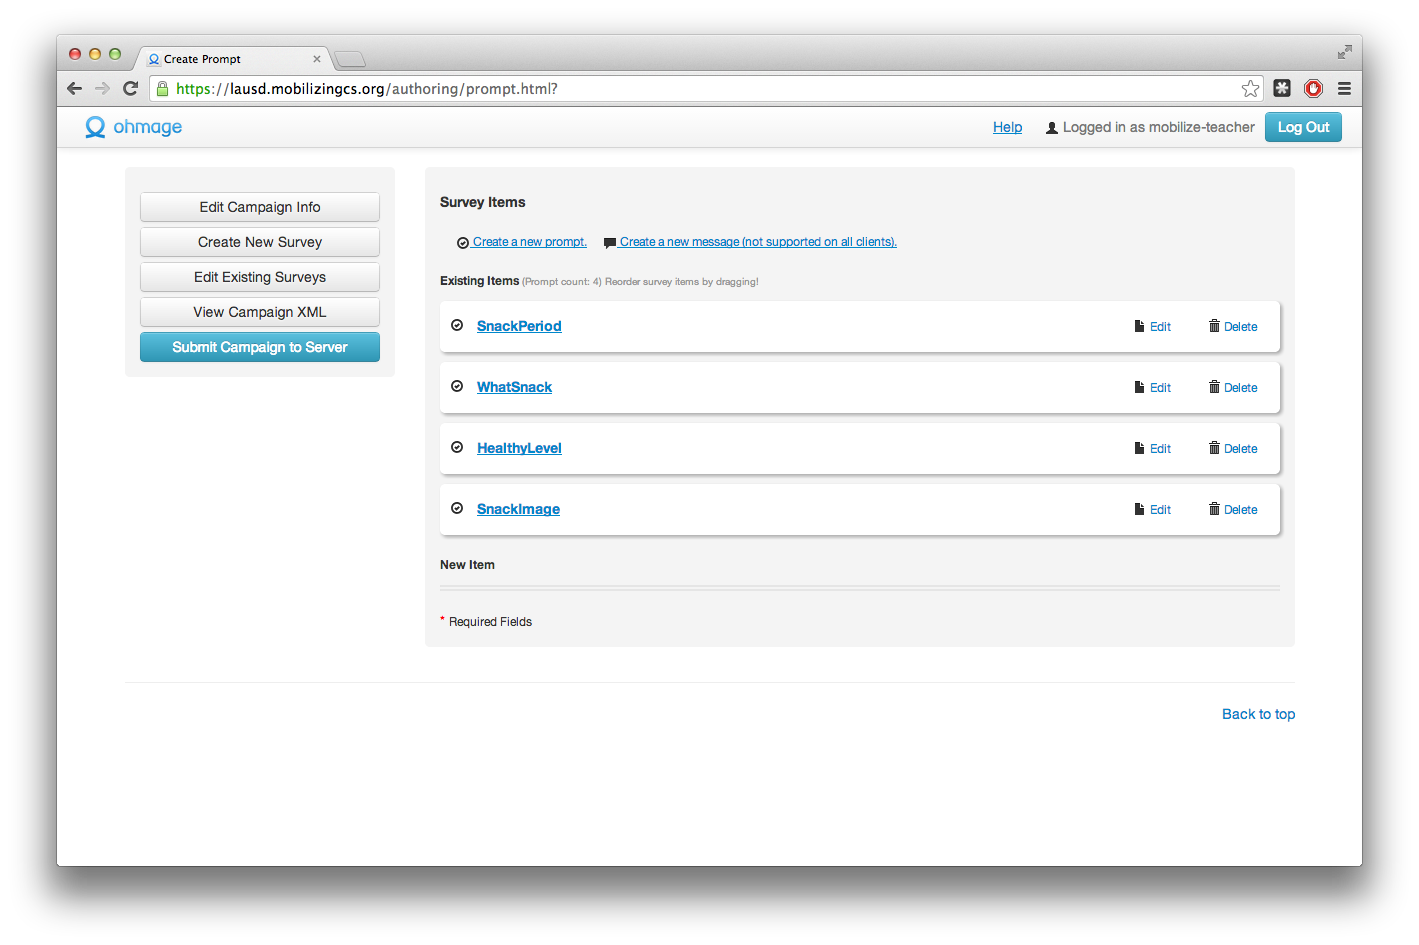 Create Prompt
https://lausd.mobilizingcs.org/authoring/prompt.html?
ohmage
Help Logged in as mobilize-teacher Log Out
Edit Campaign Info
Create New Survey
Edit Existing Surveys
View Campaign XML
Submit Campaign to Server
Survey Items
Create a new prompt. Create a new message (not supported on all clients).
Existing Items (Prompt count: 4) Reorder survey items by dragging!
SnackPeriod Edit Delete
WhatSnack Edit Delete
HealthyLevel Edit Delete
SnackImage Edit Delete
New Item
* Required Fields
Back to top